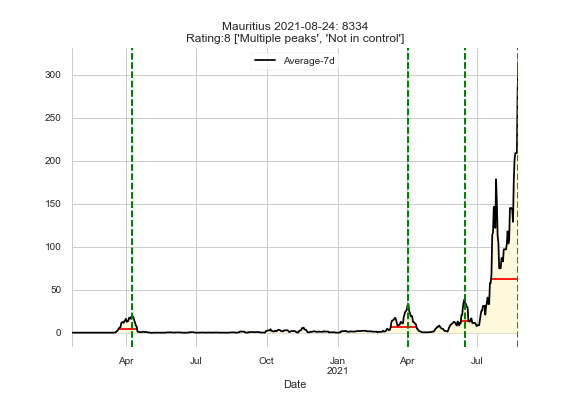 Mauritius 2021-08-24: 8334
Rating:8 ['Multiple peaks', 'Not in control']
Average-7d
300
250
200
150
100
50
0
Apr Jul Oct Jan Apr Jul
2021
Date